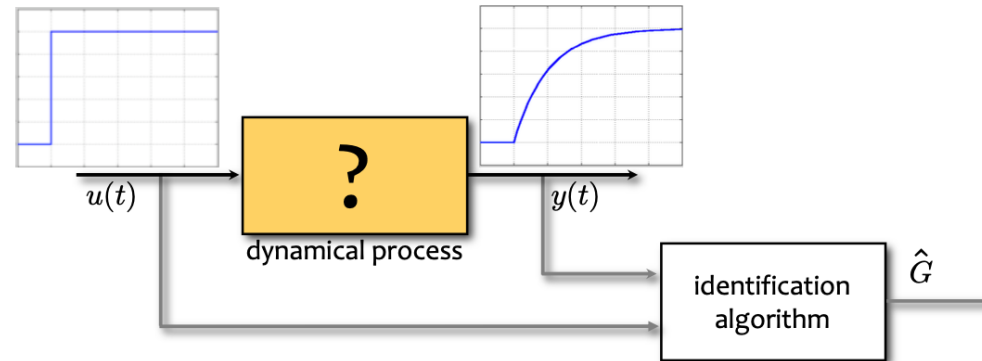 ?
u(t)
y(t)
dynamical process
identification
algorithm
Ĝ